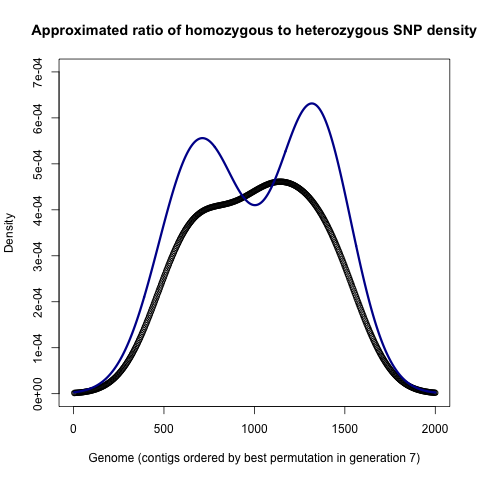 Approximated ratio of homozygous to heterozygous SNP density
7e-04
6e-04
5e-04
4e-04
3e-04
2e-04
1e-04
0e+00
Density
0 500 1000 1500 2000
Genome (contigs ordered by best permutation in generation 7)